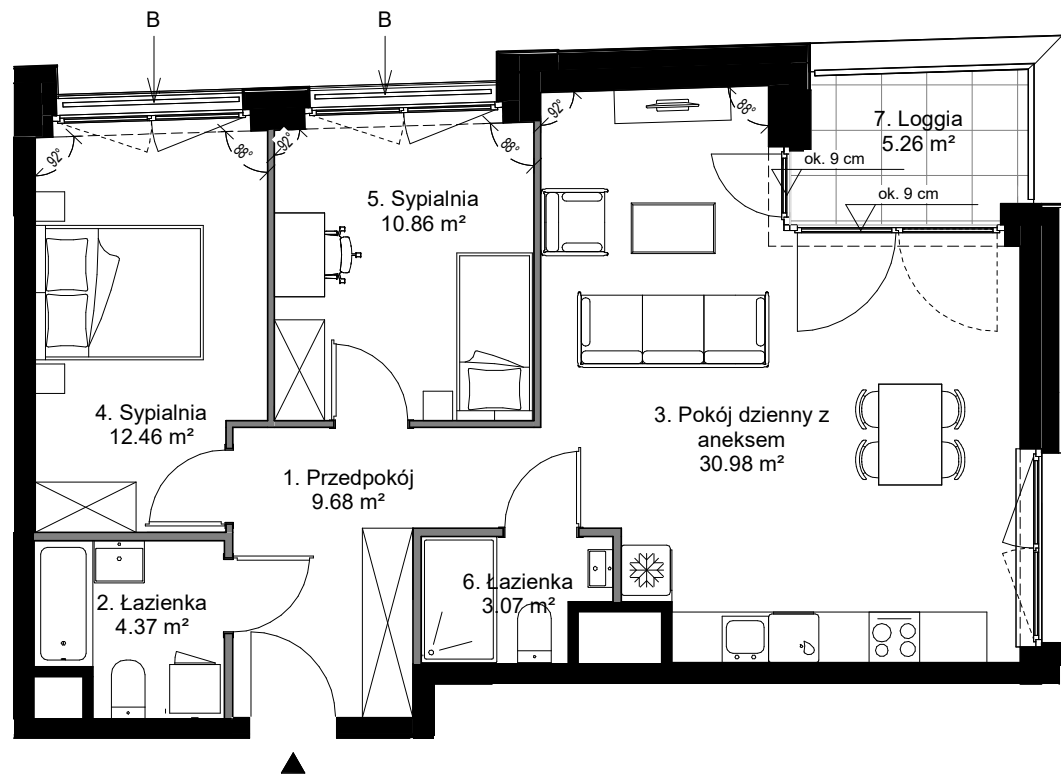 B
B
92°
88°
92°
88°
92°
88°
7. Loggia
5.26 m²
ok. 9 cm
ok. 9 cm
5. Sypialnia
10.86 m²
4. Sypialnia
12.46 m²
3. Pokój dzienny z
aneksem
30.98 m²
1. Przedpokój
9.68 m²
2. Łazienka
4.37 m²
6. Łazienka
3.07 m²